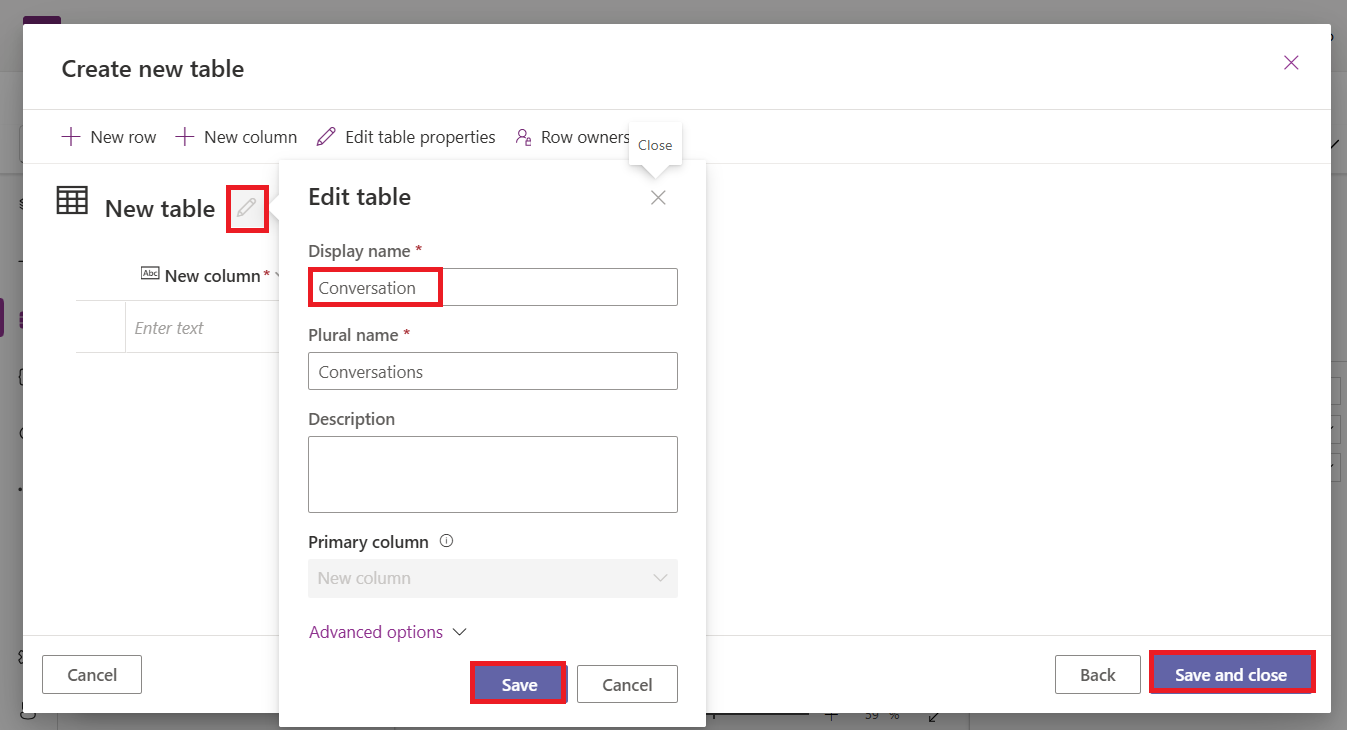 Create new table
New row New column Edit table properties Row owners
Close
New table
Edit table
Display name *
Conversation
Abc New column *
Enter text
Plural name *
Conversations
Description
Primary column
New column
Advanced options
Save Cancel
Cancel Back Save and close
59 %